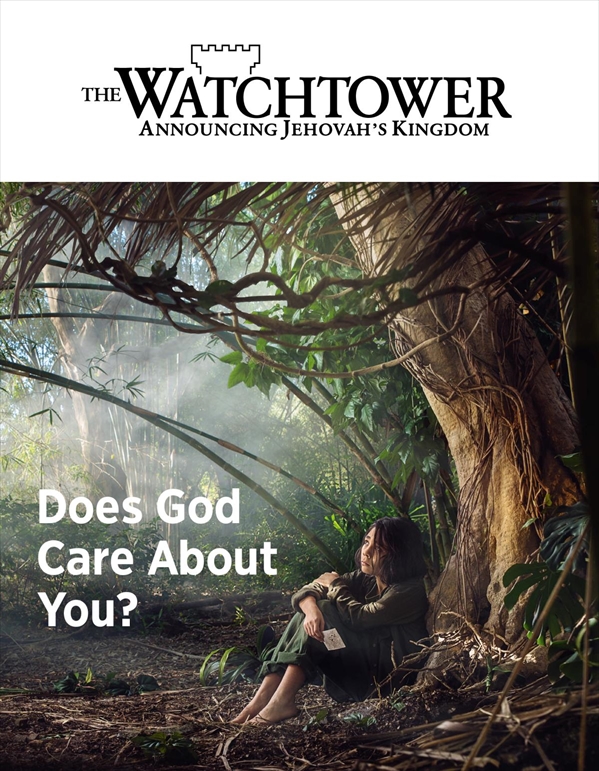 THE WATCHTOWER
ANNOUNCING JEHOVAH'S KINGDOM
Does God
Care About
You?